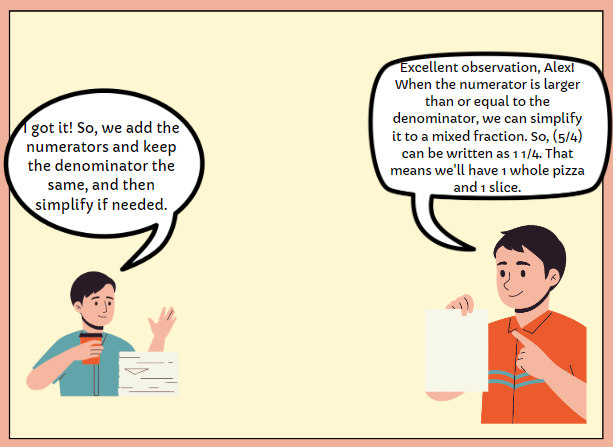 I got it! So, we add the
numerators and keep
the denominator the
same, and then
simplify if needed.
Excellent observation, Alex!
When the numerator is larger
than or equal to the
denominator, we can simplify
it to a mixed fraction. So, (5/4)
can be written as 1 1/4. That
means we'll have 1 whole pizza
and 1 slice.